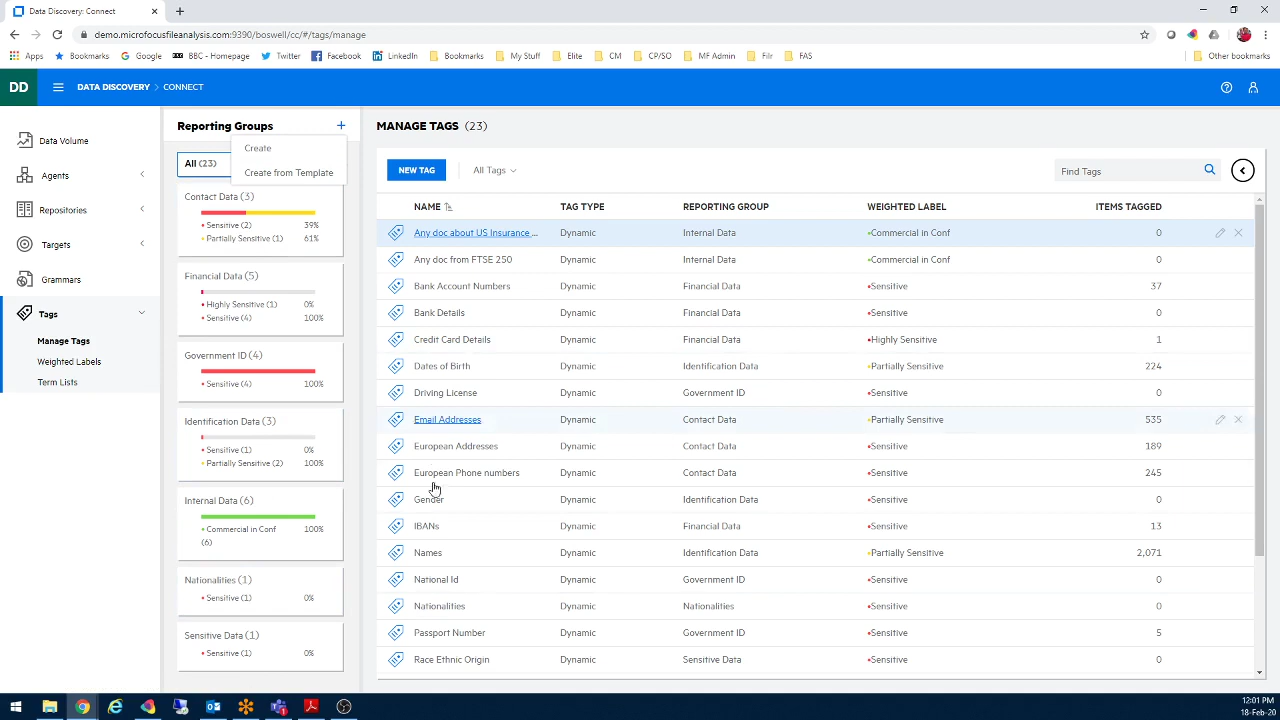 Data Discovery: Connect
demo.microfocusfileanalysis.com:9390/boswell/cc/#/tags/manage
Apps Bookmarks Google BBC - Homepage Twitter Facebook LinkedIn Bookmarks My Stuff Elite CM CP/SO MF Admin Filr FAS Other bookmarks
DD DATA DISCOVERY CONNECT
Data Volume
Agents
Repositories
Targets
Grammars
Tags
Manage Tags
Weighted Labels
Term Lists
Reporting Groups +
Create
Create from Template
All (23)
Contact Data (3)
Sensitive (2) 39%
Partially Sensitive (1) 61%
Financial Data (5)
Highly Sensitive (1) 0%
Sensitive (4) 100%
Government ID (4)
Sensitive (4) 100%
Identification Data (3)
Sensitive (1) 0%
Partially Sensitive (2) 100%
Internal Data (6)
Commercial in Conf 100%
(6)
Nationalities (1)
Sensitive (1) 0%
Sensitive Data (1)
Sensitive (1) 0%
MANAGE TAGS (23)
NEW TAG All Tags Find Tags
NAME TAG TYPE REPORTING GROUP WEIGHTED LABEL ITEMS TAGGED
Any doc about US Insurance ... Dynamic Internal Data Commercial in Conf 0
Any doc from FTSE 250 Dynamic Internal Data Commercial in Conf 0
Bank Account Numbers Dynamic Financial Data Sensitive 37
Bank Details Dynamic Financial Data Sensitive 0
Credit Card Details Dynamic Financial Data Highly Sensitive 1
Dates of Birth Dynamic Identification Data Partially Sensitive 224
Driving License Dynamic Government ID Sensitive 0
Email Addresses Dynamic Contact Data Partially Sensitive 535
European Addresses Dynamic Contact Data Sensitive 189
European Phone numbers Dynamic Contact Data Sensitive 245
Gender Dynamic Identification Data Sensitive 0
IBANs Dynamic Financial Data Sensitive 13
Names Dynamic Identification Data Partially Sensitive 2,071
National Id Dynamic Government ID Sensitive 0
Nationalities Dynamic Nationalities Sensitive 0
Passport Number Dynamic Government ID Sensitive 5
Race Ethnic Origin Dynamic Sensitive Data Sensitive 0
12:01 PM
18-Feb-20